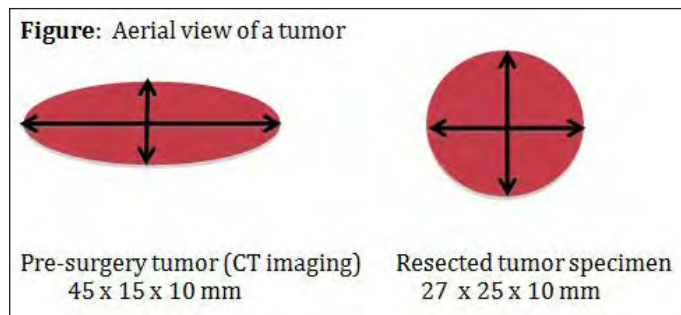 Figure: Aerial view of a tumor
Pre-surgery tumor (CT imaging)
45 x 15 x 10 mm
Resected tumor specimen
27 x 25 x 10 mm